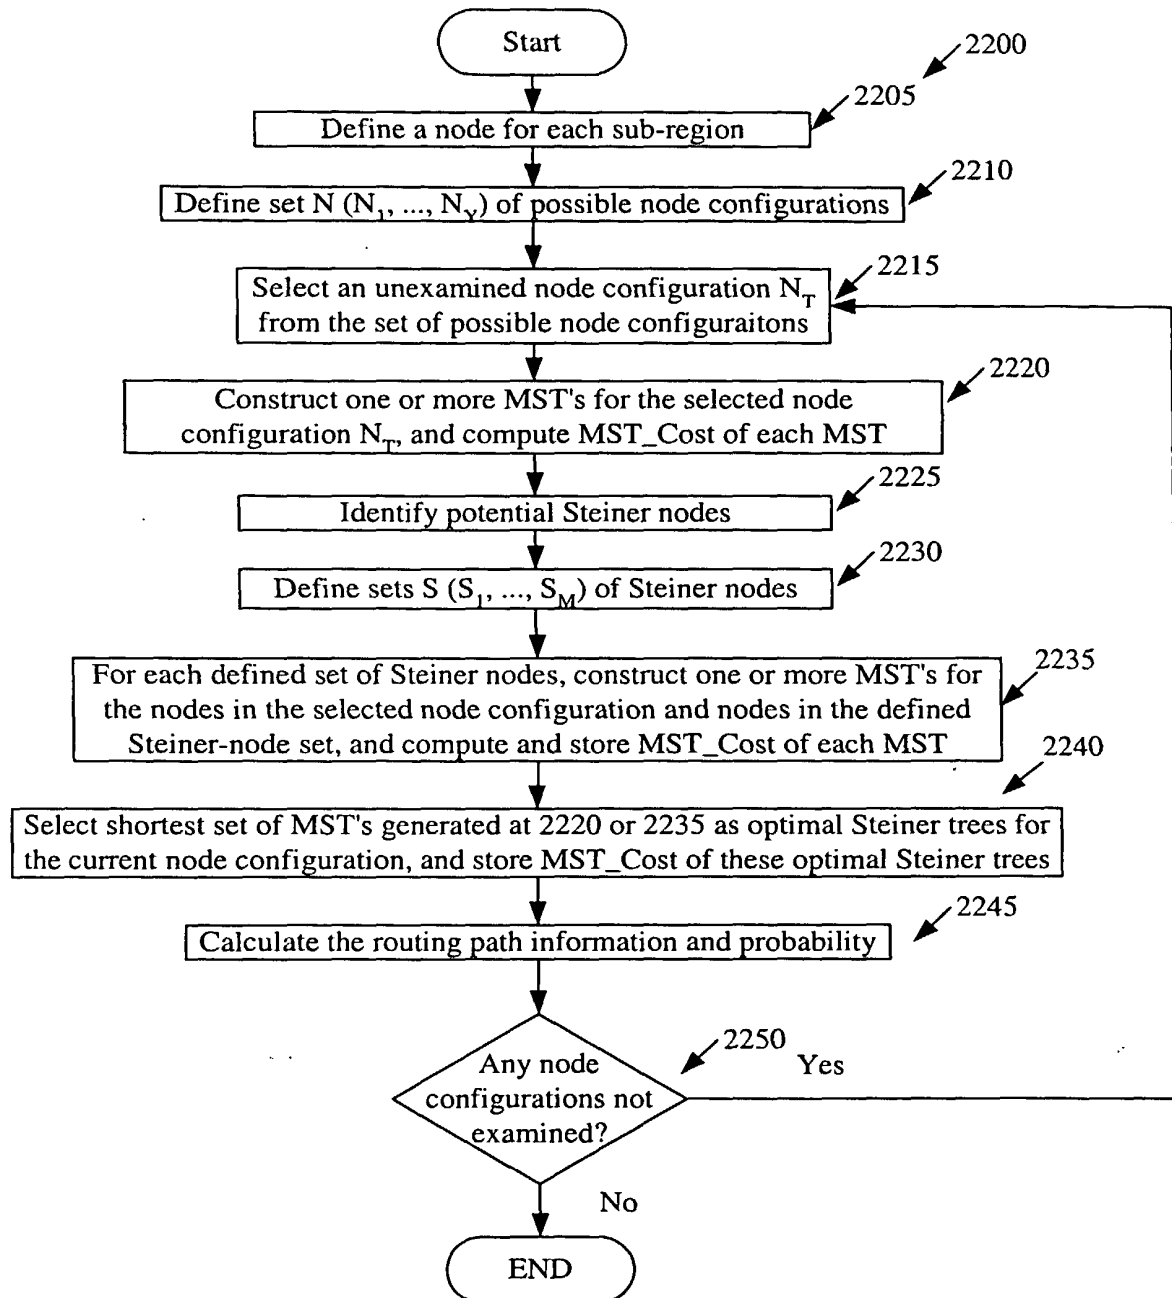 Start
2200
2205
Define a node for each sub-region
2210
Define set N (N₁, ..., N_Y) of possible node configurations
2215
Select an unexamined node configuration N_T
from the set of possible node configuraitons
2220
Construct one or more MST's for the selected node
configuration N_T, and compute MST_Cost of each MST
2225
Identify potential Steiner nodes
2230
Define sets S (S₁, ..., S_M) of Steiner nodes
2235
For each defined set of Steiner nodes, construct one or more MST's for
the nodes in the selected node configuration and nodes in the defined
Steiner-node set, and compute and store MST_Cost of each MST
2240
Select shortest set of MST's generated at 2220 or 2235 as optimal Steiner trees for
the current node configuration, and store MST_Cost of these optimal Steiner trees
2245
Calculate the routing path information and probability
2250
Any node
configurations not
examined?
Yes
No
END